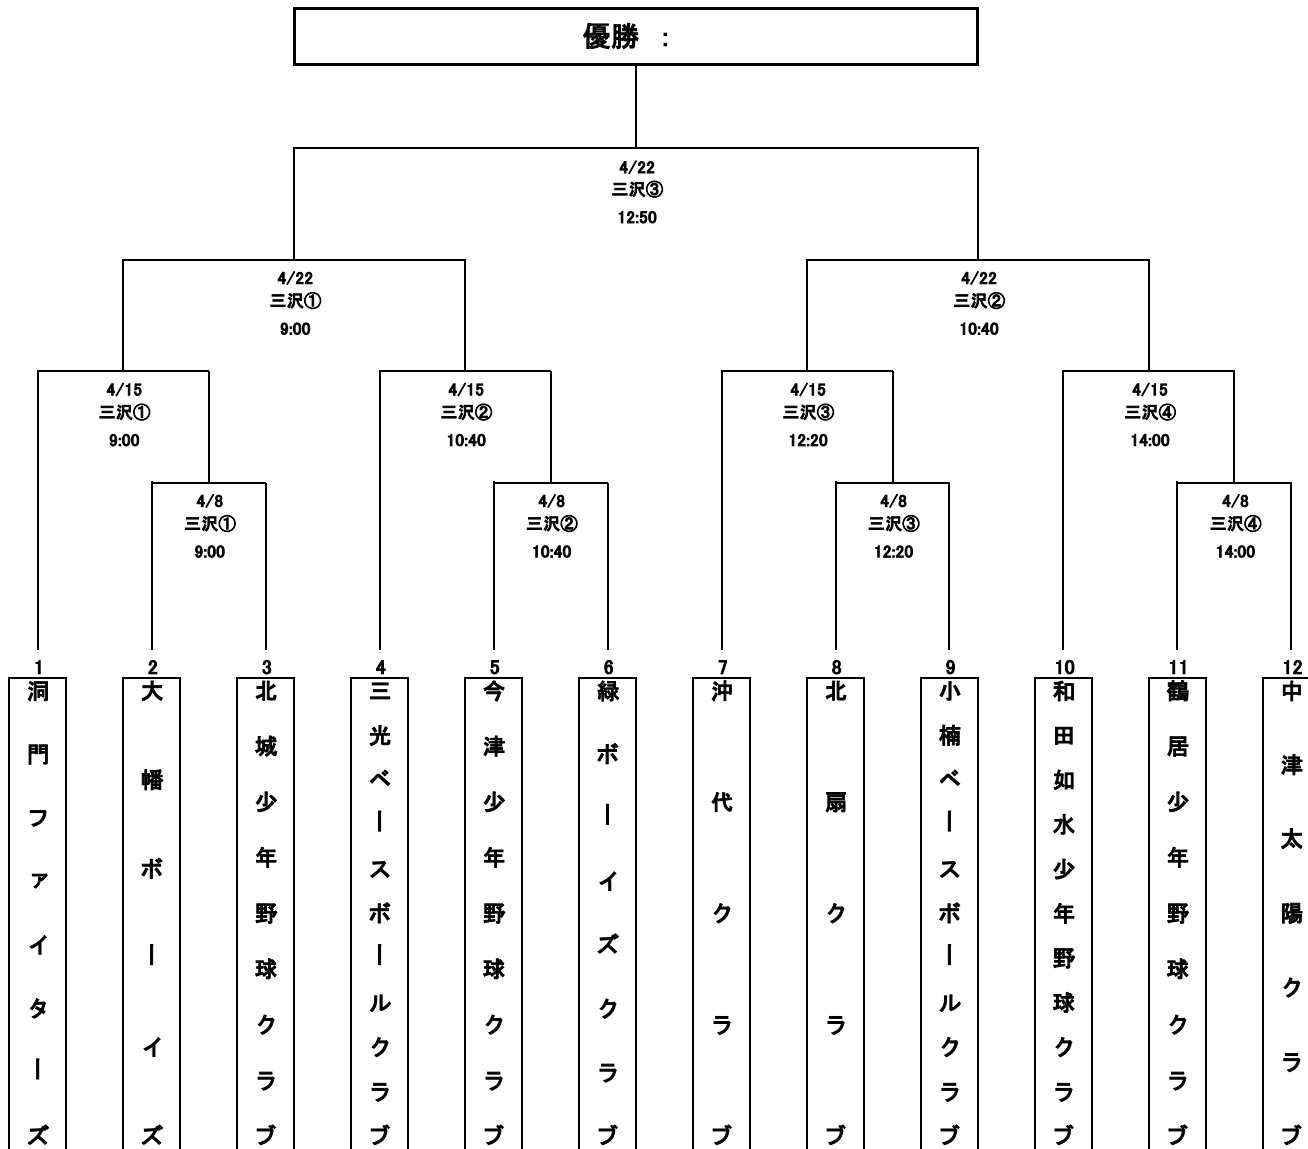 優勝 ：
4/22
三沢③
12:50
4/22
三沢①
9:00
4/22
三沢②
10:40
4/15
三沢①
9:00
4/15
三沢②
10:40
4/15
三沢③
12:20
4/15
三沢④
14:00
4/8
三沢①
9:00
4/8
三沢②
10:40
4/8
三沢③
12:20
4/8
三沢④
14:00
1
洞門ファイターズ
2
大幡ボーイズ
3
北城少年野球クラブ
4
三光ベースボールクラブ
5
今津少年野球クラブ
6
緑ボーイズクラブ
7
沖代クラブ
8
北扇クラブ
9
小楠ベースボールクラブ
10
和田如水少年野球クラブ
11
鶴居少年野球クラブ
12
中津太陽クラブ